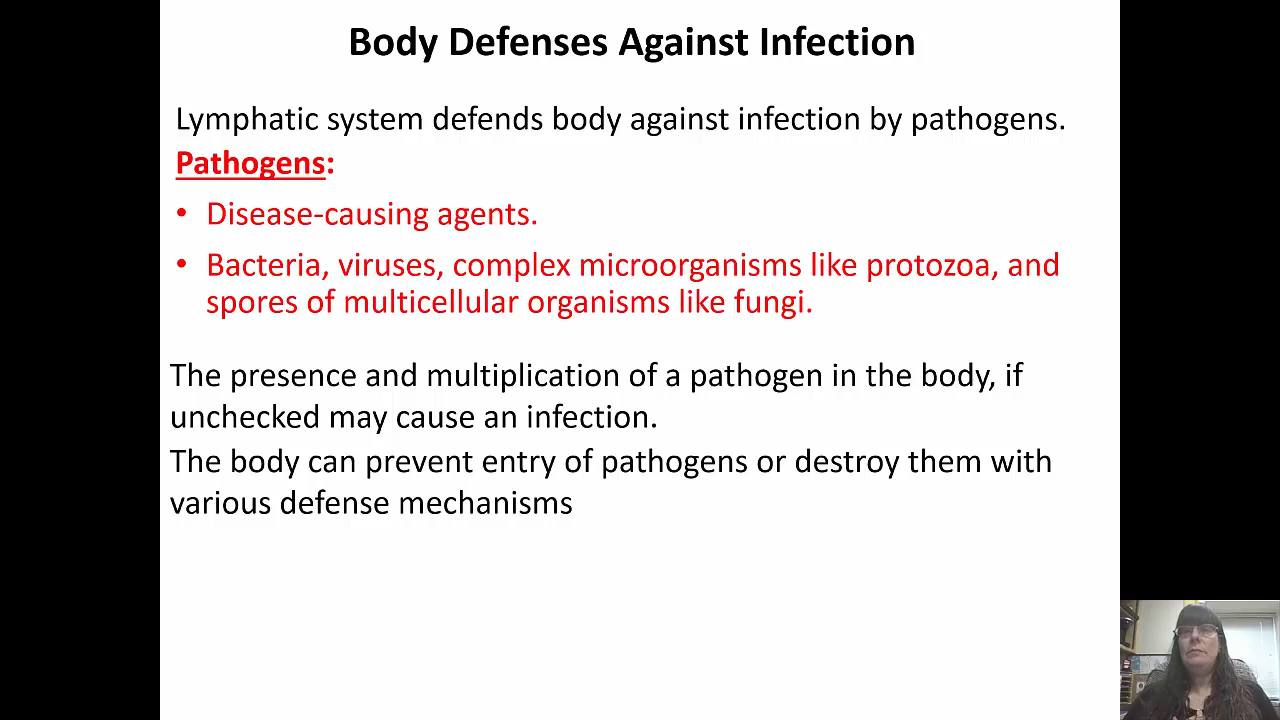 Body Defenses Against Infection
Lymphatic system defends body against infection by pathogens.
Pathogens:
• Disease-causing agents.
• Bacteria, viruses, complex microorganisms like protozoa, and
spores of multicellular organisms like fungi.
The presence and multiplication of a pathogen in the body, if
unchecked may cause an infection.
The body can prevent entry of pathogens or destroy them with
various defense mechanisms